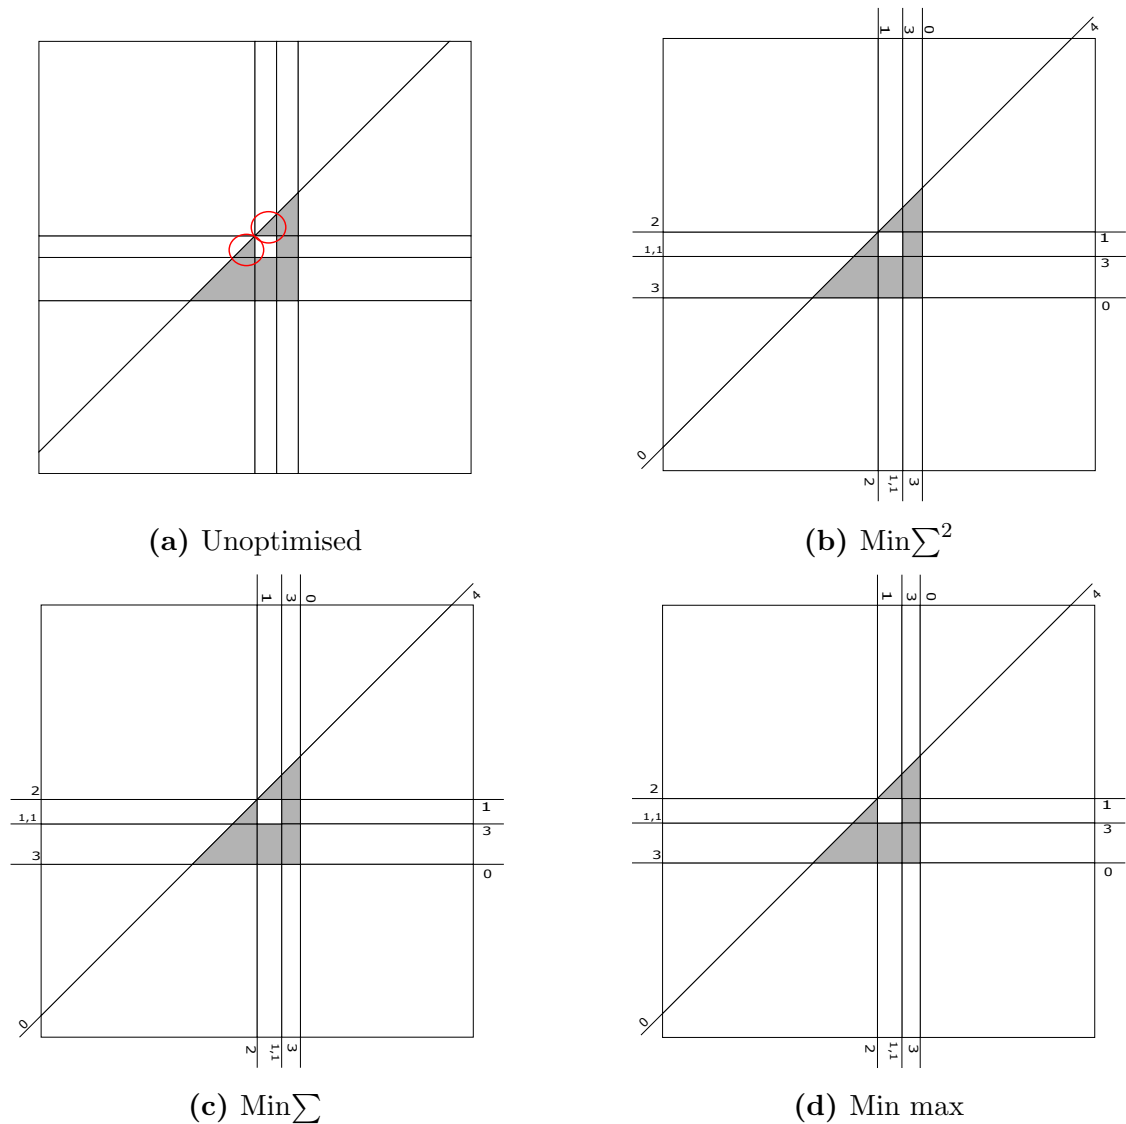 1 3 0 4
2 1
1,1 3
3 0
0
2 1,1 3
(a) Unoptimised (b) Min∑²
1 3 0 4 1 3 0 4
2 1 2 1
1,1 3 1,1 3
3 0 3 0
0 0
2 1,1 3 2 1,1 3
(c) Min∑ (d) Min max